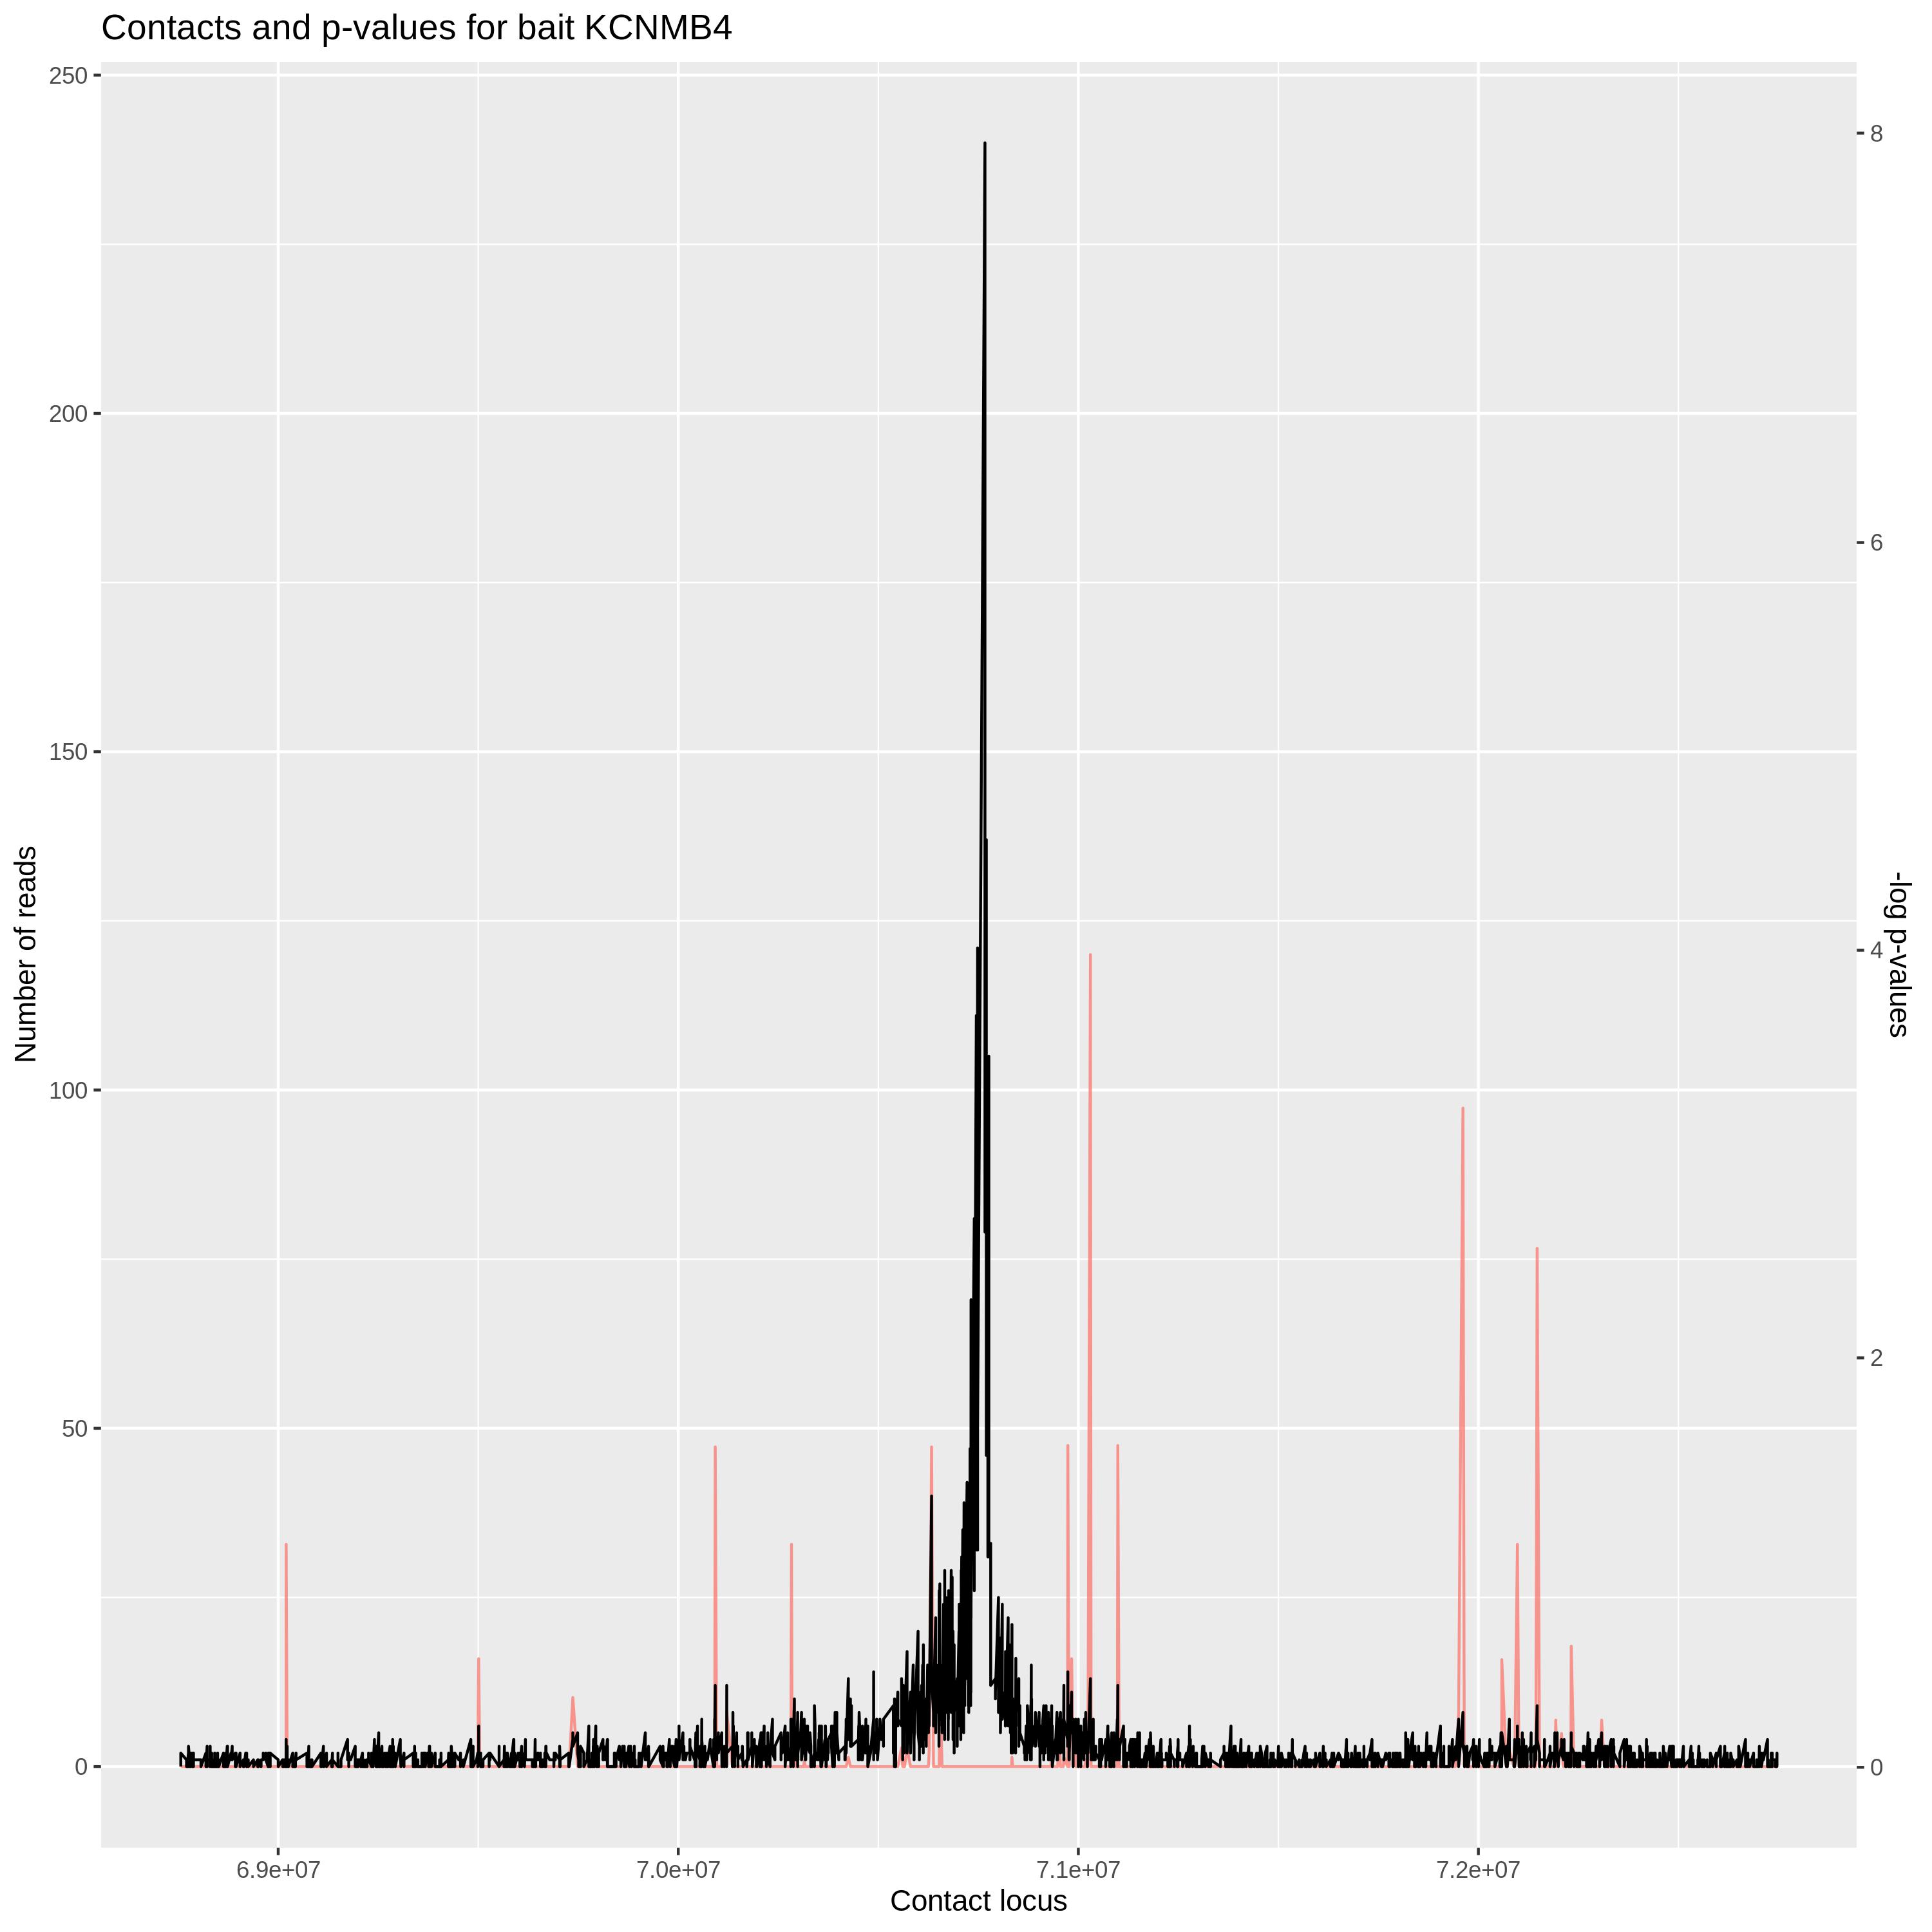 Contacts and p-values for bait KCNMB4
250
200
150
100
50
0
Number of reads
8
6
4
2
0
-log p-values
6.9e+07
7.0e+07
7.1e+07
7.2e+07
Contact locus